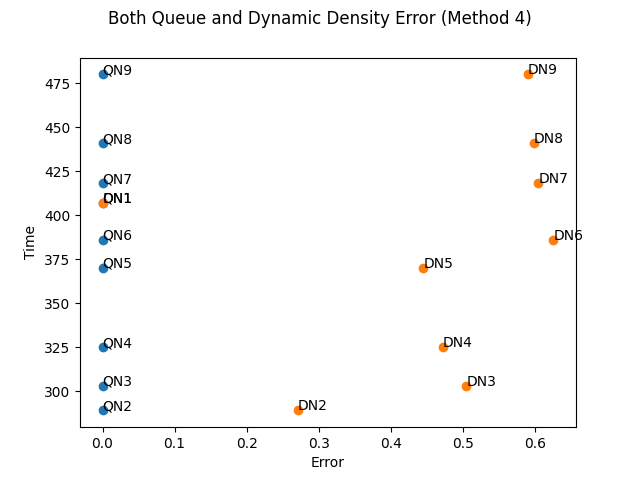 Both Queue and Dynamic Density Error (Method 4)
475
450
425
400
375
350
325
300
Time
QN9
DN9
QN8
DN8
QN7
DN7
DN1
QN6
DN6
QN5
DN5
QN4
DN4
QN3
DN3
QN2
DN2
0.0
0.1
0.2
0.3
0.4
0.5
0.6
Error